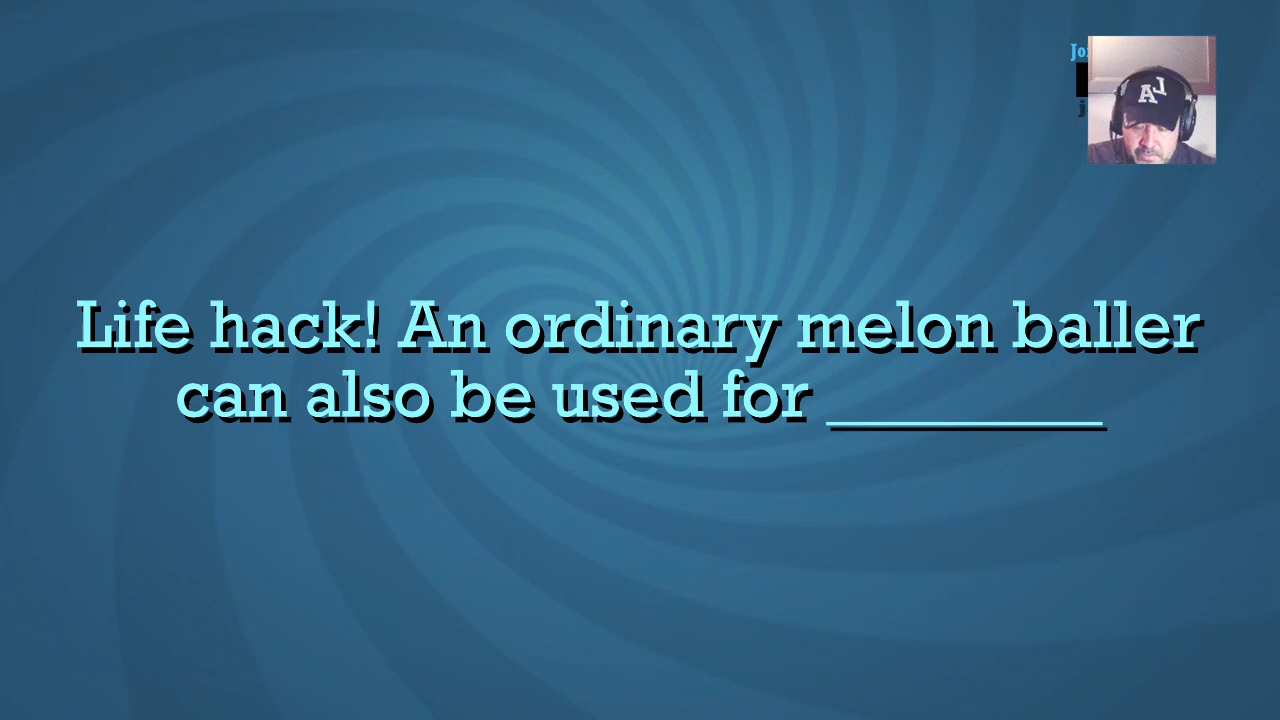 Life hack! An ordinary melon baller
can also be used for _________